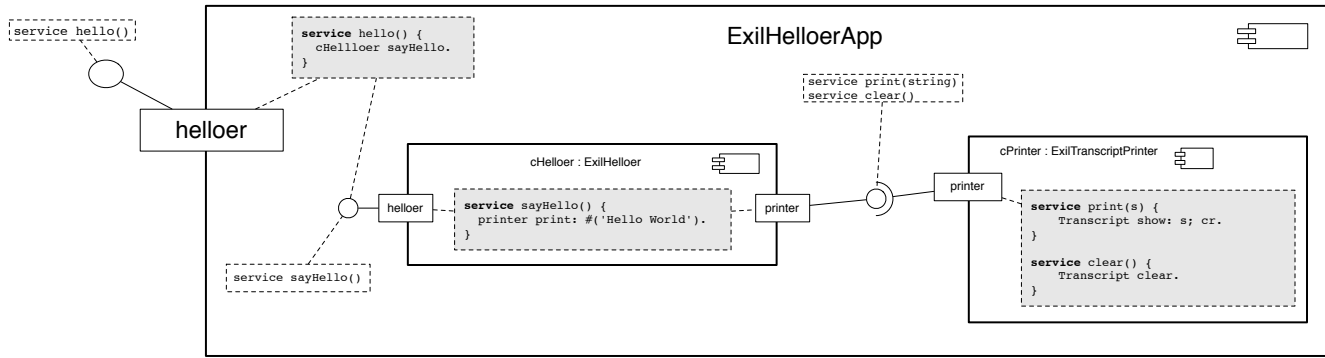 service hello()
service hello() {
cHellloer sayHello.
}
ExilHelloerApp
service print(string)
service clear()
helloer
cHelloer : ExilHelloer
cPrinter : ExilTranscriptPrinter
helloer
service sayHello() {
printer print: #('Hello World').
}
printer
printer
service print(s) {
Transcript show: s; cr.
}
service clear() {
Transcript clear.
}
service sayHello()